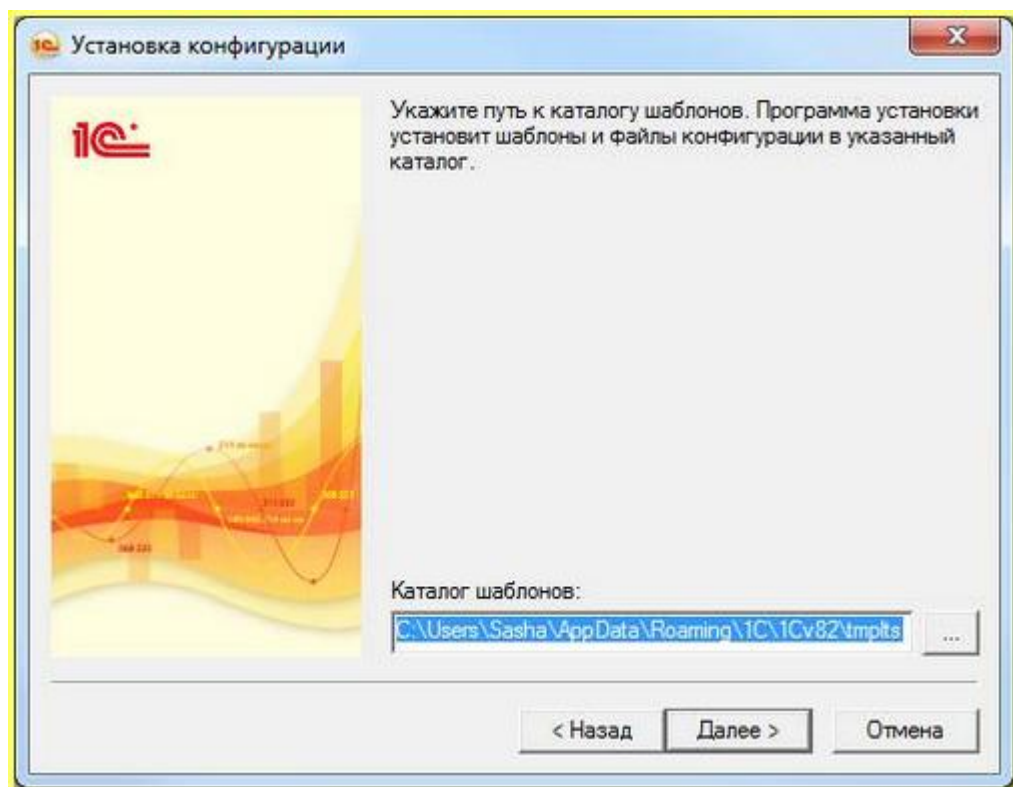 Установка конфигурации
1С
Укажите путь к каталогу шаблонов. Программа установки
установит шаблоны и файлы конфигурации в указанный
каталог.
Каталог шаблонов:
C:\Users\Sasha\AppData\Roaming\1C\1Cv82\tmplts
...
< Назад
Далее >
Отмена